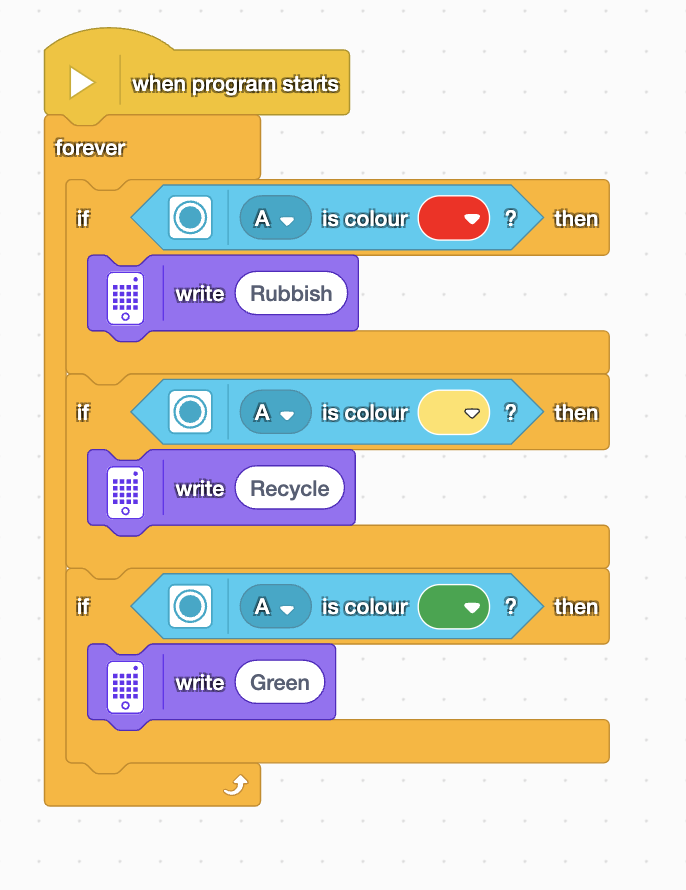 when program starts
forever
if A is colour ? then
write Rubbish
if A is colour ? then
write Recycle
if A is colour ? then
write Green